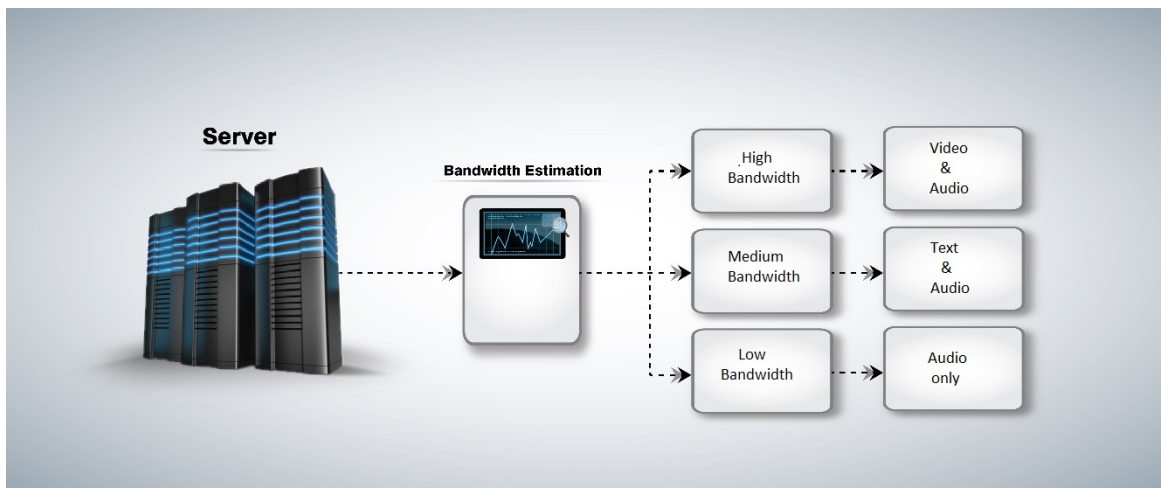 Server
Bandwidth Estimation
High
Bandwidth
Video
&
Audio
Medium
Bandwidth
Text
&
Audio
Low
Bandwidth
Audio
only